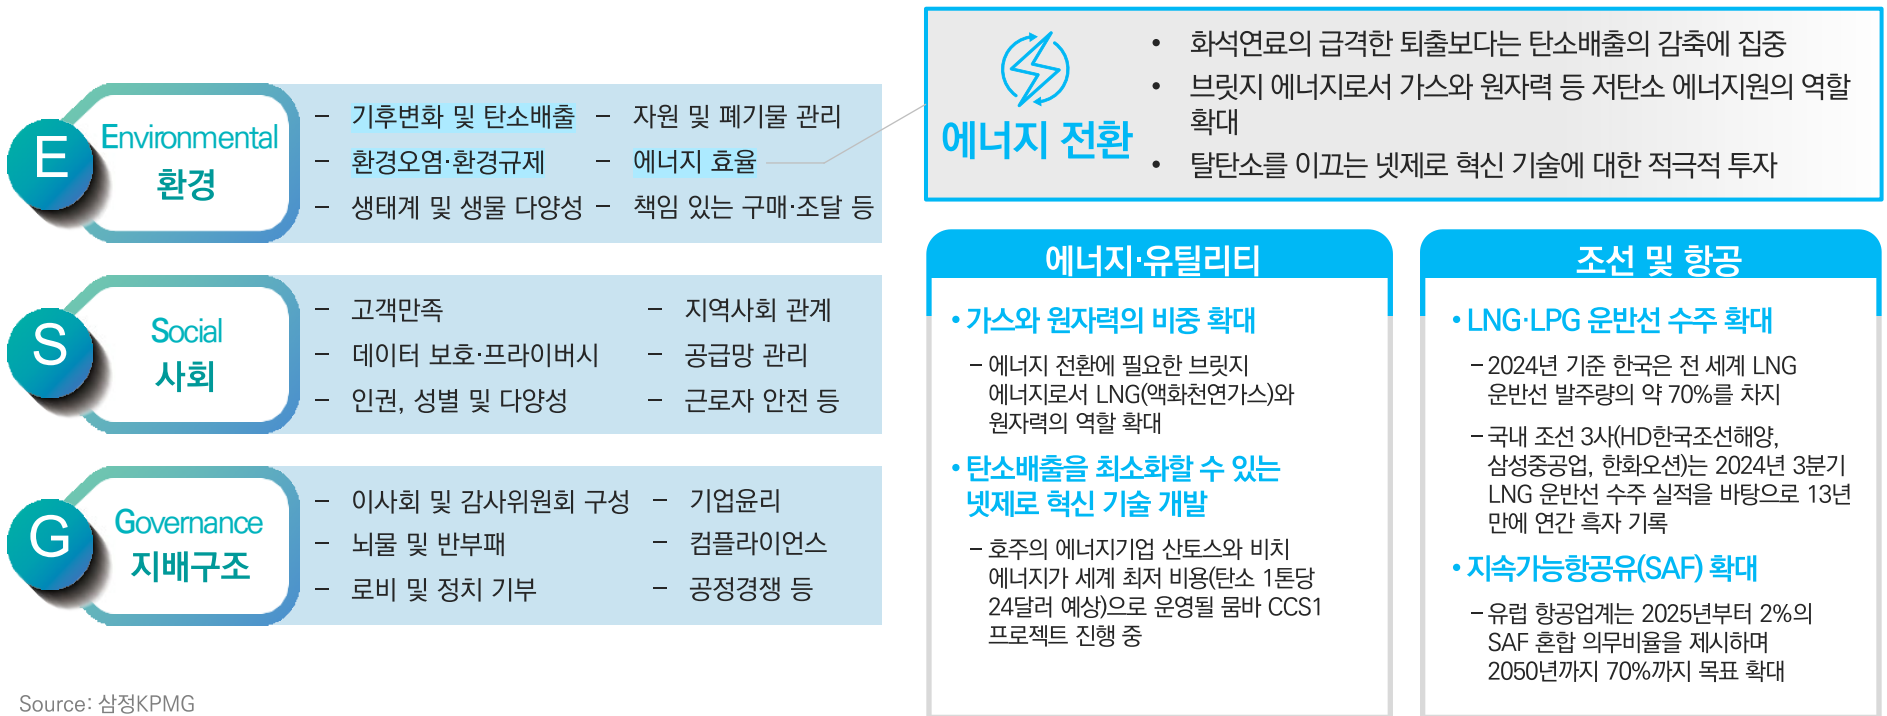 E
Environmental
환경
– 기후변화 및 탄소배출
– 환경오염·환경규제
– 생태계 및 생물 다양성
– 자원 및 폐기물 관리
– 에너지 효율
– 책임 있는 구매·조달 등
S
Social
사회
– 고객만족
– 데이터 보호·프라이버시
– 인권, 성별 및 다양성
– 지역사회 관계
– 공급망 관리
– 근로자 안전 등
G
Governance
지배구조
– 이사회 및 감사위원회 구성
– 뇌물 및 반부패
– 로비 및 정치 기부
– 기업윤리
– 컴플라이언스
– 공정경쟁 등
에너지 전환
• 화석연료의 급격한 퇴출보다는 탄소배출의 감축에 집중
• 브릿지 에너지로서 가스와 원자력 등 저탄소 에너지원의 역할
확대
• 탈탄소를 이끄는 넷제로 혁신 기술에 대한 적극적 투자
에너지·유틸리티
• 가스와 원자력의 비중 확대
– 에너지 전환에 필요한 브릿지
에너지로서 LNG(액화천연가스)와
원자력의 역할 확대
• 탄소배출을 최소화할 수 있는
넷제로 혁신 기술 개발
– 호주의 에너지기업 산토스와 비치
에너지가 세계 최저 비용(탄소 1톤당
24달러 예상)으로 운영될 뭄바 CCS1
프로젝트 진행 중
조선 및 항공
• LNG·LPG 운반선 수주 확대
– 2024년 기준 한국은 전 세계 LNG
운반선 발주량의 약 70%를 차지
– 국내 조선 3사(HD한국조선해양,
삼성중공업, 한화오션)는 2024년 3분기
LNG 운반선 수주 실적을 바탕으로 13년
만에 연간 흑자 기록
• 지속가능항공유(SAF) 확대
– 유럽 항공업계는 2025년부터 2%의
SAF 혼합 의무비율을 제시하며
2050년까지 70%까지 목표 확대
Source: 삼정KPMG